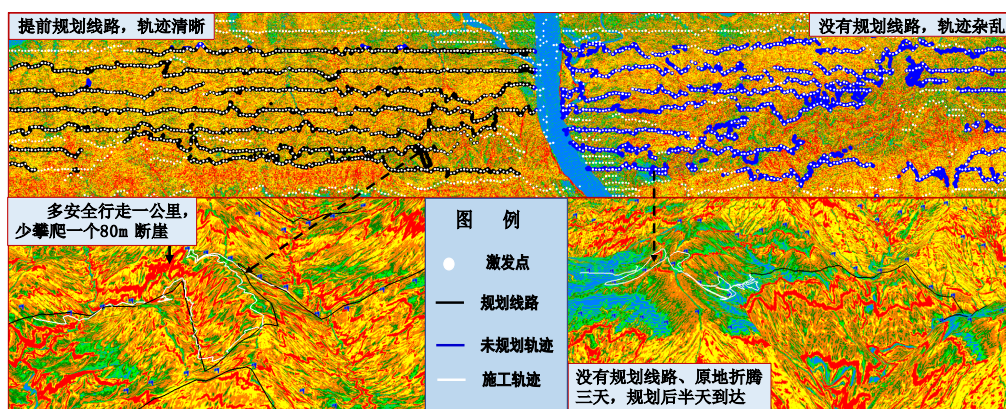 提前规划线路，轨迹清晰
没有规划线路，轨迹杂乱
多安全行走一公里，
少攀爬一个80m 断崖
图 例
激发点
规划线路
未规划轨迹
施工轨迹
没有规划线路、原地折腾
三天，规划后半天到达